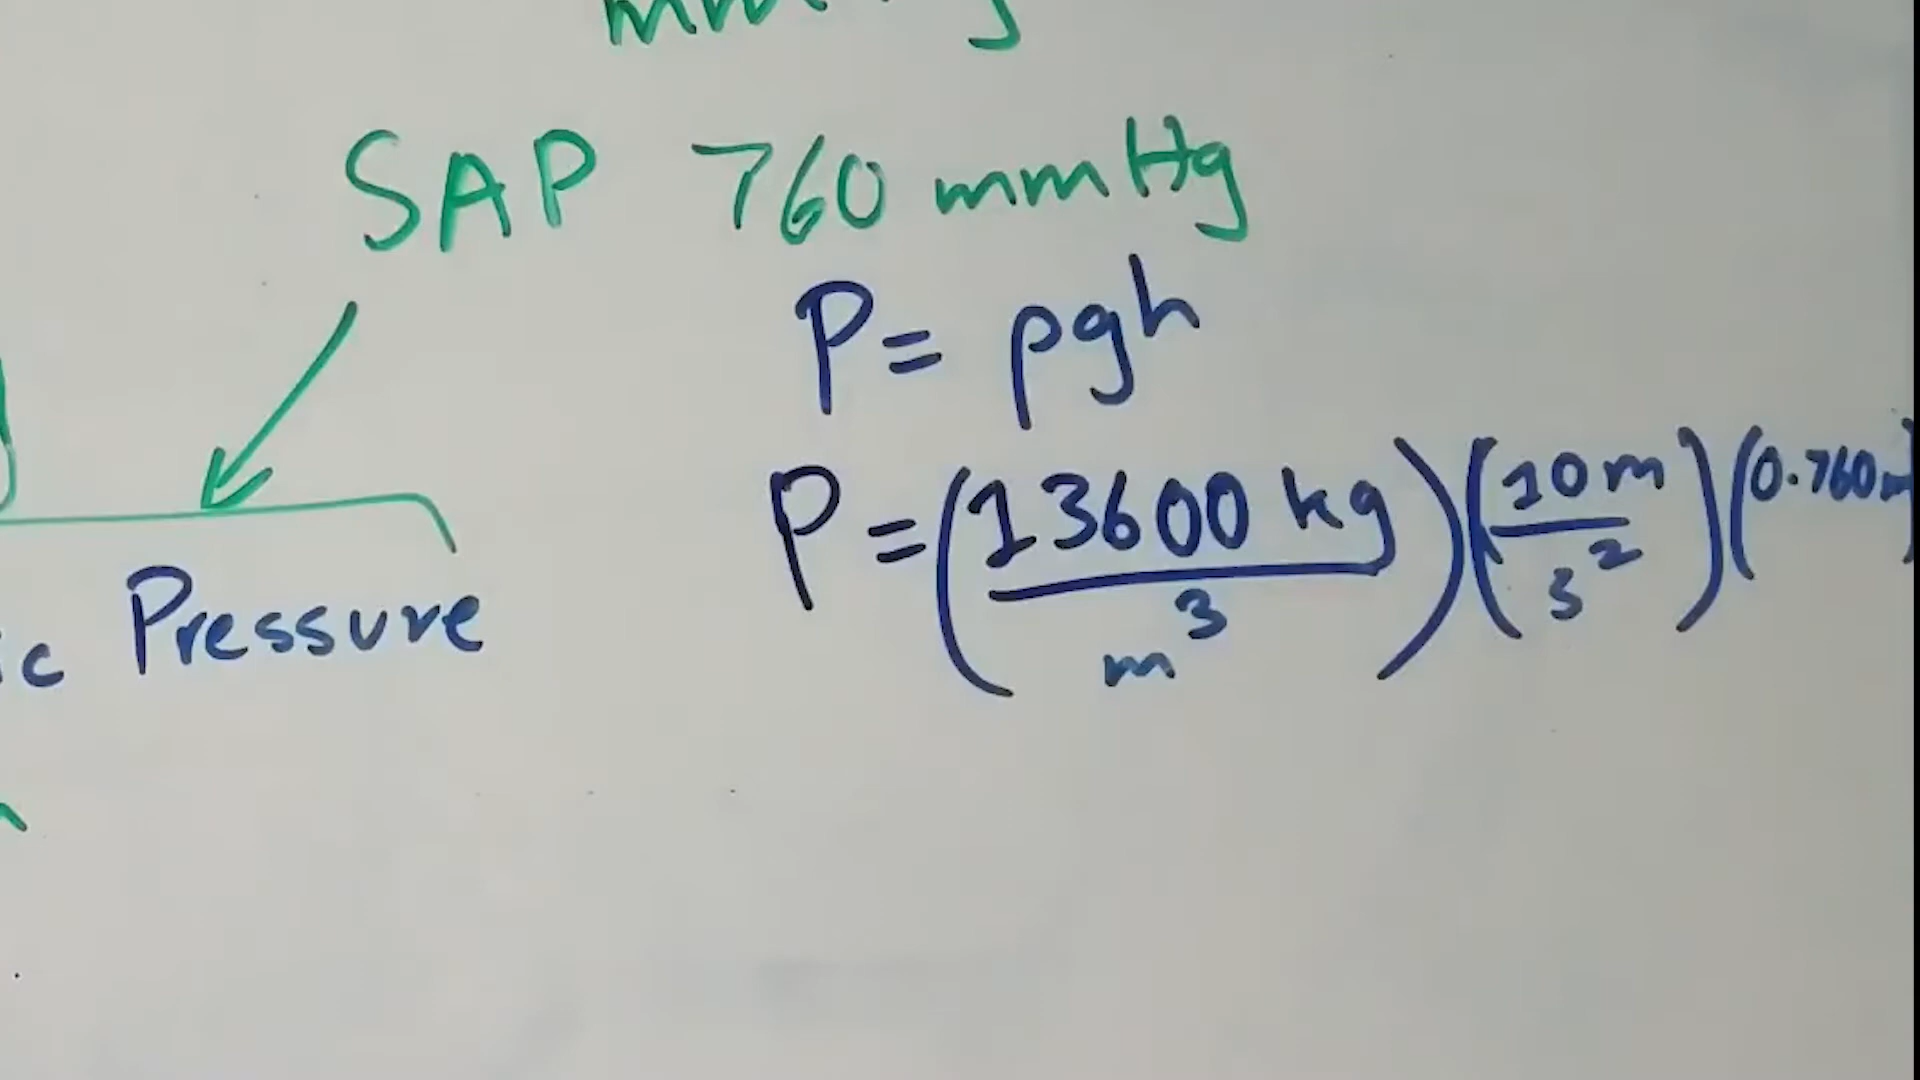 SAP 760 mmHg
P = ρgh
P = (13600 kg / m³) (10 m / s²) (0.760 m)
Pressure